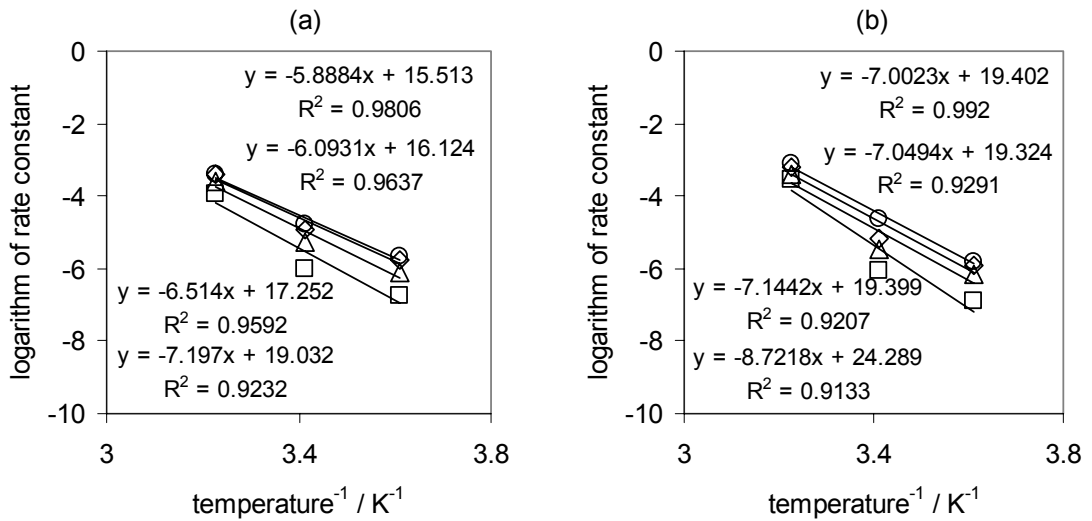 (a)
0
-2
-4
-6
-8
-10
3
3.4
3.8
logarithm of rate constant
temperature⁻¹ / K⁻¹
y = -5.8884x + 15.513
R² = 0.9806
y = -6.0931x + 16.124
R² = 0.9637
y = -6.514x + 17.252
R² = 0.9592
y = -7.197x + 19.032
R² = 0.9232
(b)
0
-2
-4
-6
-8
-10
3
3.4
3.8
logarithm of rate constant
temperature⁻¹ / K⁻¹
y = -7.0023x + 19.402
R² = 0.992
y = -7.0494x + 19.324
R² = 0.9291
y = -7.1442x + 19.399
R² = 0.9207
y = -8.7218x + 24.289
R² = 0.9133